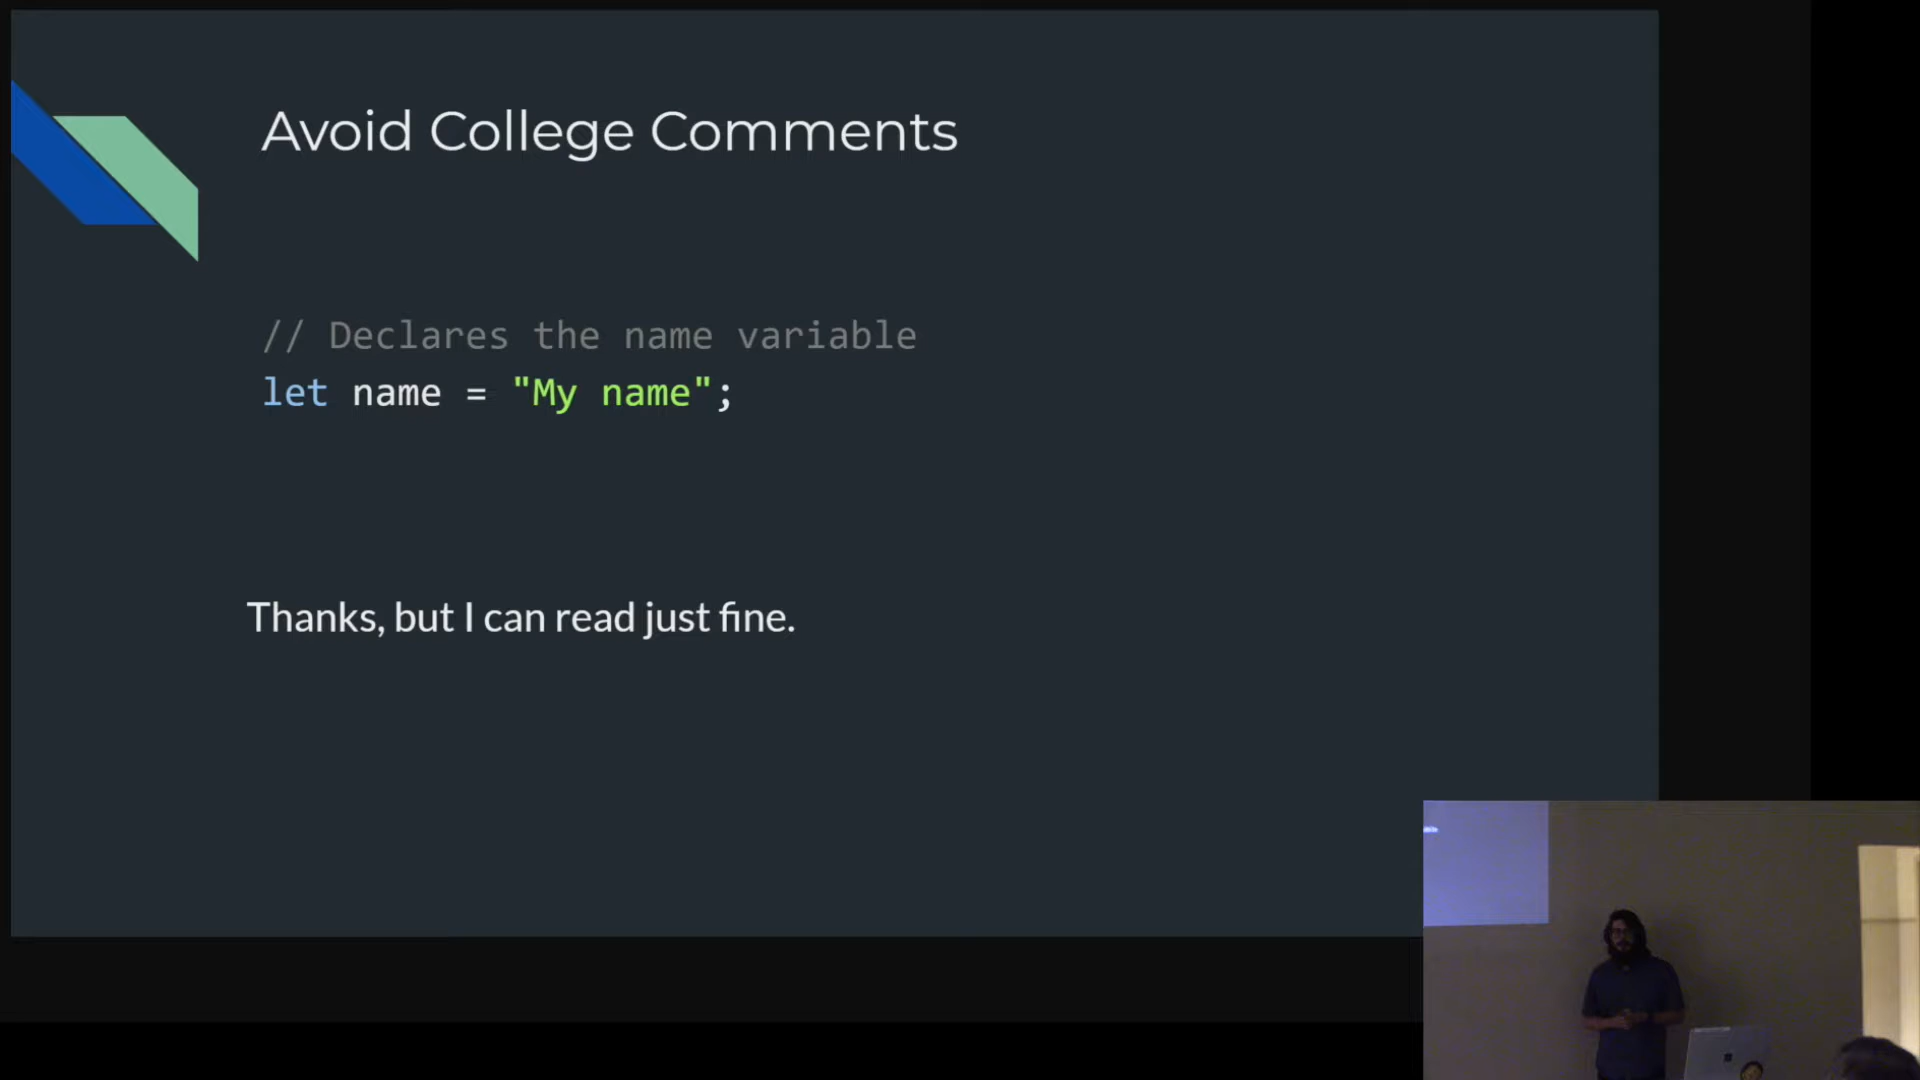 Avoid College Comments
// Declares the name variable
let name = "My name";
Thanks, but I can read just fine.